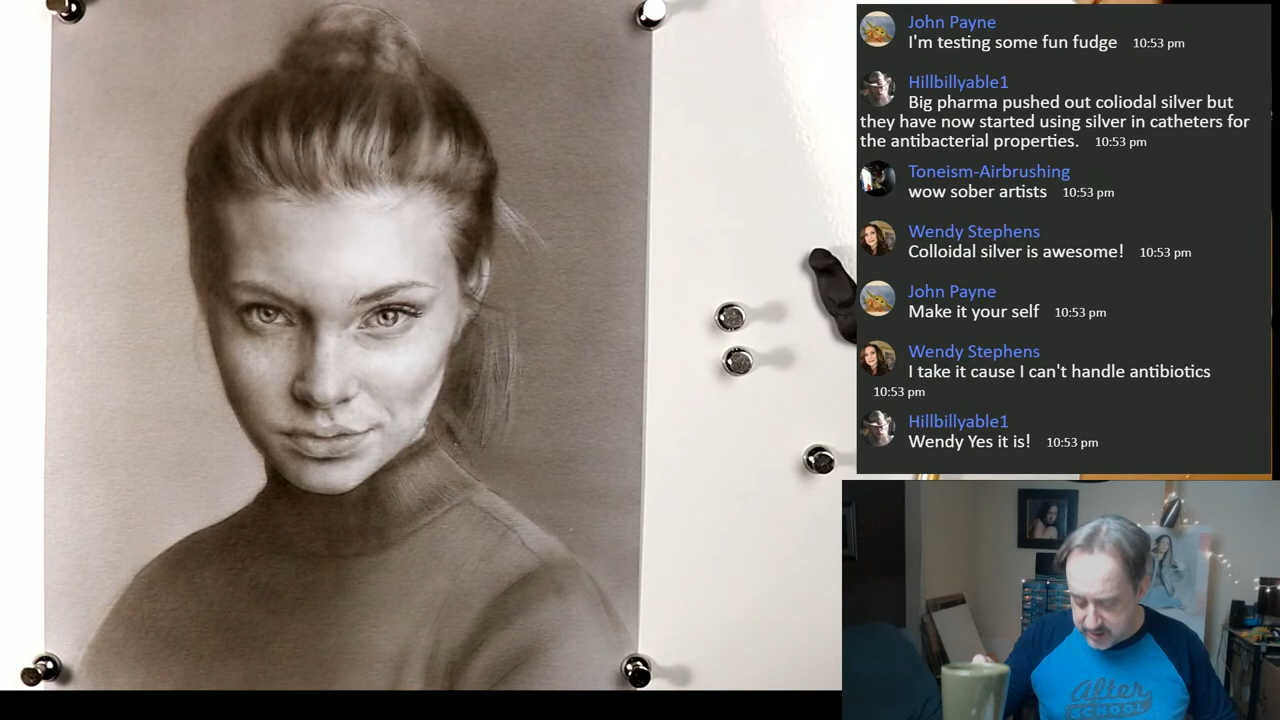 John Payne
I'm testing some fun fudge 10:53 pm
Hillbillyable1
Big pharma pushed out coliodal silver but
they have now started using silver in catheters for
the antibacterial properties. 10:53 pm
Toneism-Airbrushing
wow sober artists 10:53 pm
Wendy Stephens
Colloidal silver is awesome! 10:53 pm
John Payne
Make it your self 10:53 pm
Wendy Stephens
I take it cause I can't handle antibiotics
10:53 pm
Hillbillyable1
Wendy Yes it is! 10:53 pm
After
SCHOOL